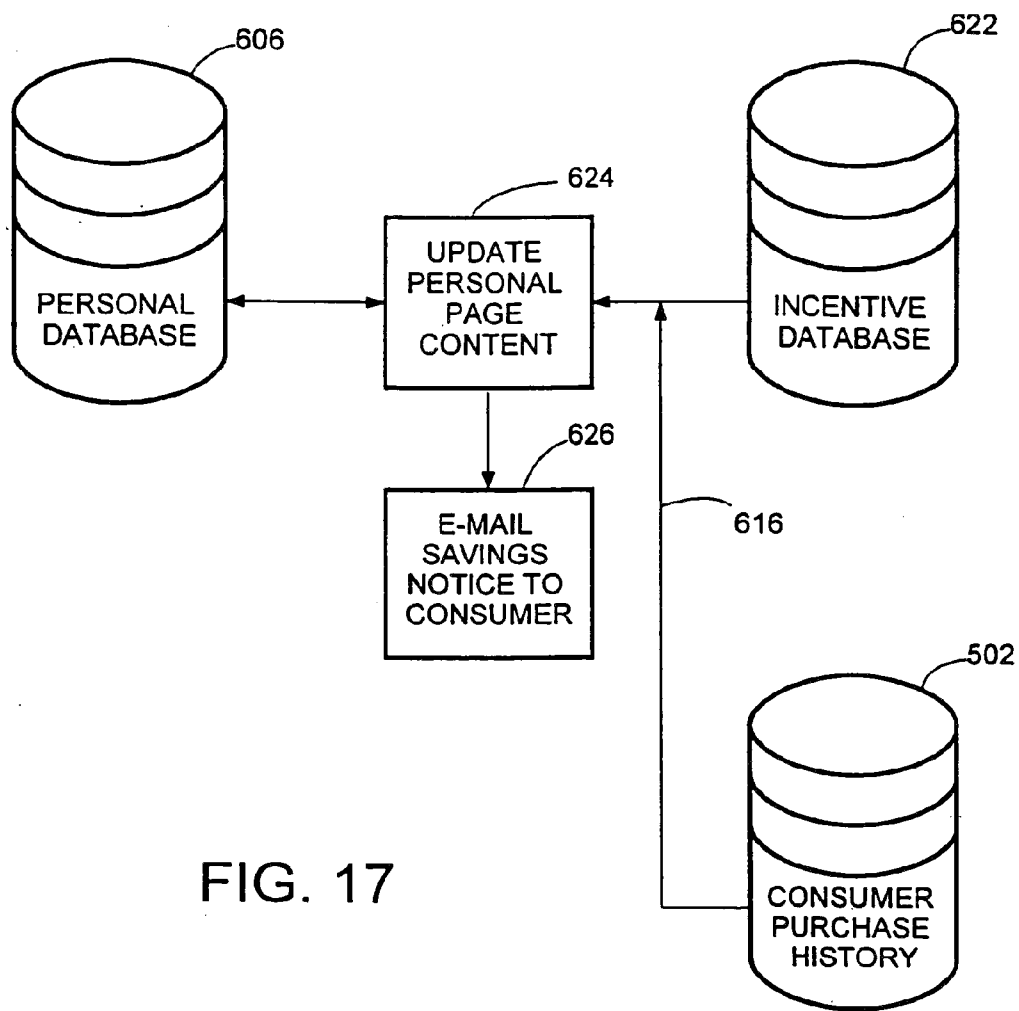 606
622
624
UPDATE
PERSONAL
PAGE
CONTENT
PERSONAL
DATABASE
INCENTIVE
DATABASE
626
E-MAIL
SAVINGS
NOTICE TO
CONSUMER
616
502
CONSUMER
PURCHASE
HISTORY
FIG. 17